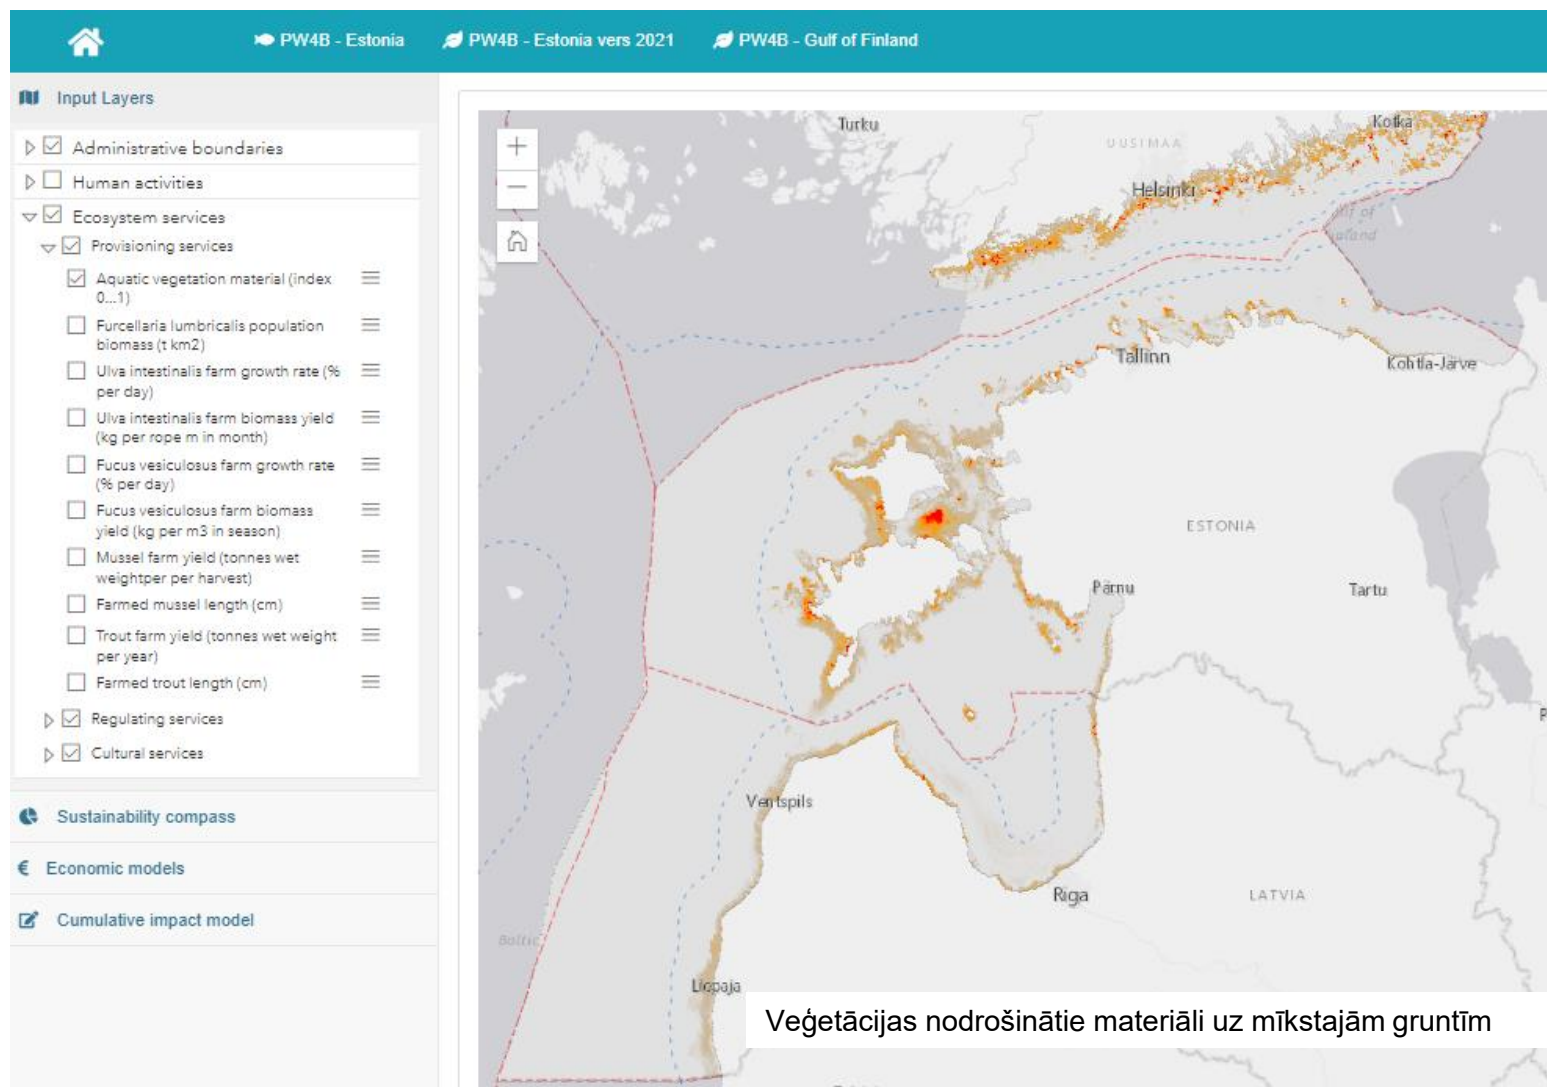 PW4B - Estonia
PW4B - Estonia vers 2021
PW4B - Gulf of Finland
Input Layers
Administrative boundaries
Human activities
Ecosystem services
Provisioning services
Aquatic vegetation material (index
0...1)
Furcellaria lumbricalis population
biomass (t km2)
Ulva intestinalis farm growth rate (%
per day)
Ulva intestinalis farm biomass yield
(kg per rope m in month)
Fucus vesiculosus farm growth rate
(% per day)
Fucus vesiculosus farm biomass
yield (kg per m3 in season)
Mussel farm yield (tonnes wet
weightper per harvest)
Farmed mussel length (cm)
Trout farm yield (tonnes wet weight
per year)
Farmed trout length (cm)
Regulating services
Cultural services
Sustainability compass
€ Economic models
Cumulative impact model
+
−
Turku
UUSIMAA
Kotka
Helsinki
Gulf of
Tallinn
Kohtla-Järve
ESTONIA
Pärnu
Tartu
Ventspils
Riga
LATVIA
Baltic
Liepaja
Veģetācijas nodrošinātie materiāli uz mīkstajām gruntīm